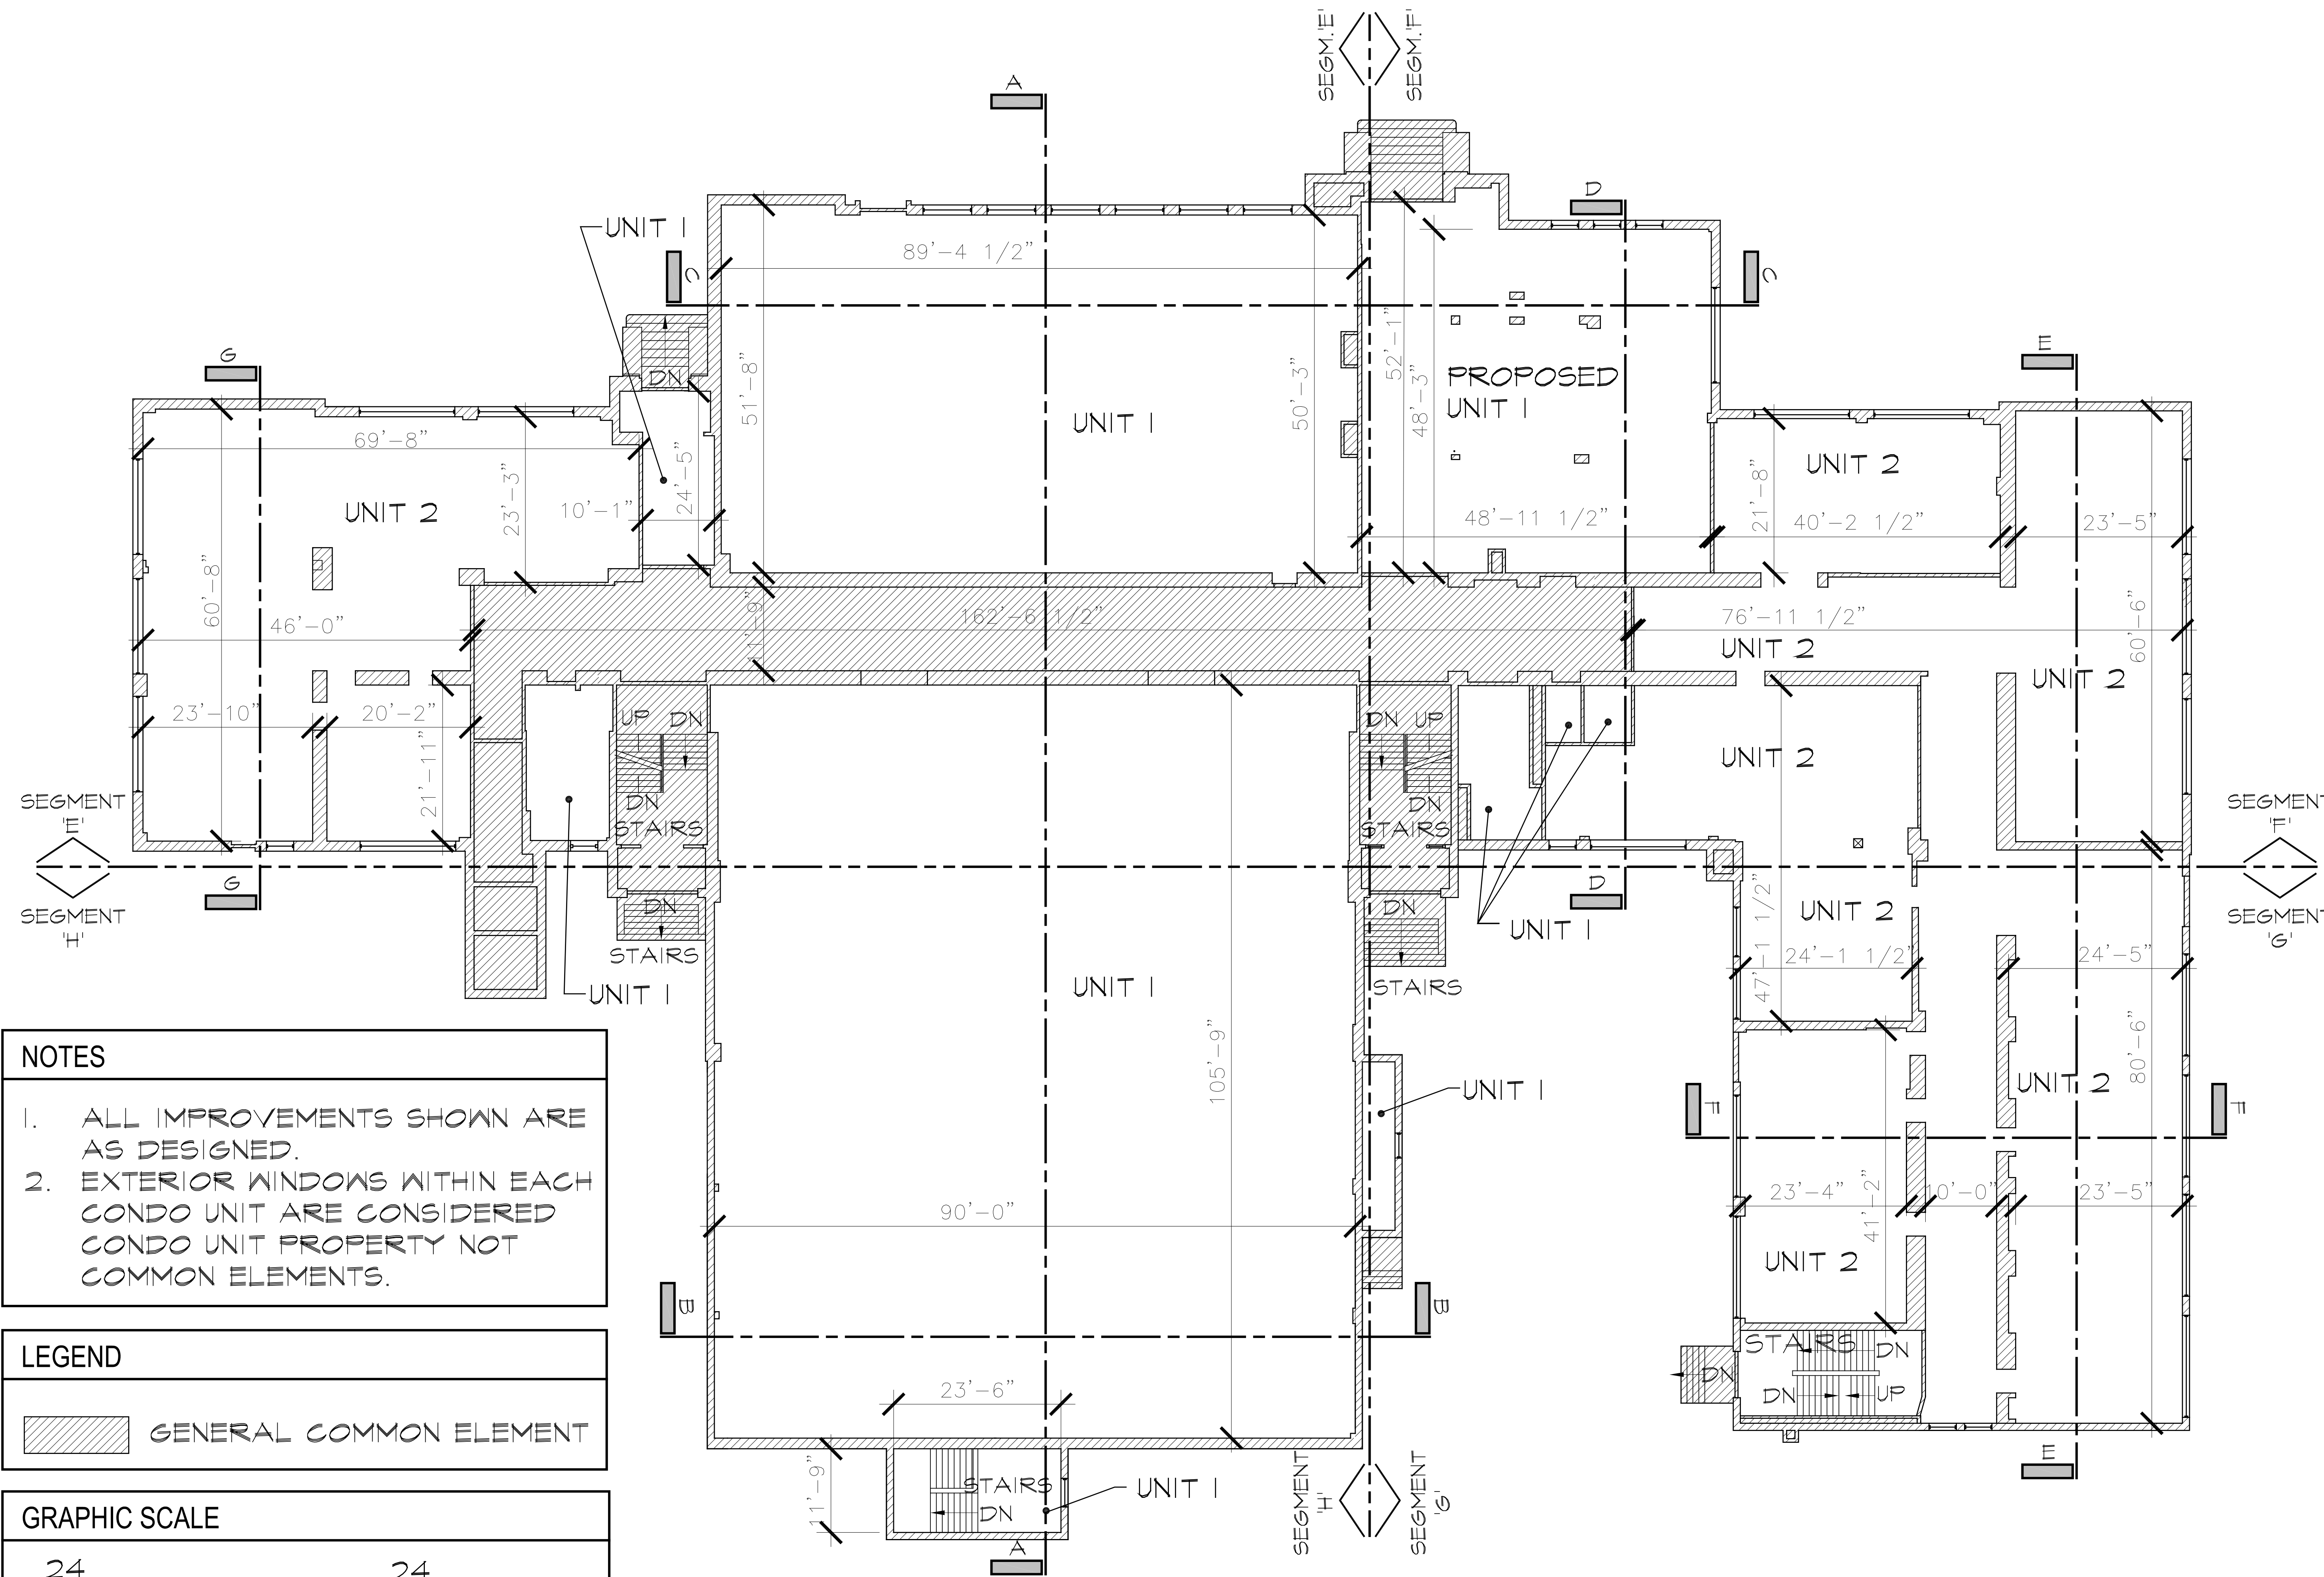 SEGM.'E'
SEGM.'F'
A
D
UNIT 1
C
89'-4 1/2"
C
51'-8"
50'-3"
52'-1"
48'-3"
G
DN
PROPOSED
UNIT 1
E
69'-8"
UNIT 1
23'-3"
24'-5"
10'-1"
UNIT 2
UNIT 2
21'-8"
48'-11 1/2"
40'-2 1/2"
23'-5"
60'-8"
46'-0"
11'-9"
162'-6 1/2"
76'-11 1/2"
UNIT 2
60'-6"
UNIT 2
23'-10"
20'-2"
21'-11"
UP
DN
DN
STAIRS
DN
UP
DN
STAIRS
UNIT 2
SEGMENT
'E'
SEGMENT
'F'
SEGMENT
'H'
SEGMENT
'G'
G
D
DN
STAIRS
DN
STAIRS
UNIT 1
UNIT 1
UNIT 1
UNIT 2
47'-1 1/2"
24'-1 1/2"
24'-5"
105'-9"
UNIT 1
UNIT 2
80'-6"
F
F
90'-0"
23'-4"
41'-2"
10'-0"
23'-5"
UNIT 2
B
B
STAIRS
DN
DN
DN
UP
23'-6"
11'-9"
STAIRS
DN
UNIT 1
SEGMENT
'H'
SEGMENT
'G'
E
A
NOTES
1. ALL IMPROVEMENTS SHOWN ARE
AS DESIGNED.
2. EXTERIOR WINDOWS WITHIN EACH
CONDO UNIT ARE CONSIDERED
CONDO UNIT PROPERTY NOT
COMMON ELEMENTS.
LEGEND
GENERAL COMMON ELEMENT
GRAPHIC SCALE
24
24